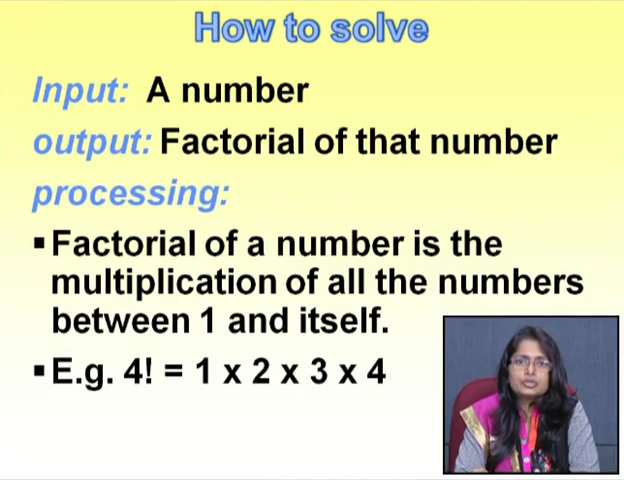 How to solve
Input: A number
output: Factorial of that number
processing:
▪ Factorial of a number is the
multiplication of all the numbers
between 1 and itself.
▪ E.g. 4! = 1 x 2 x 3 x 4